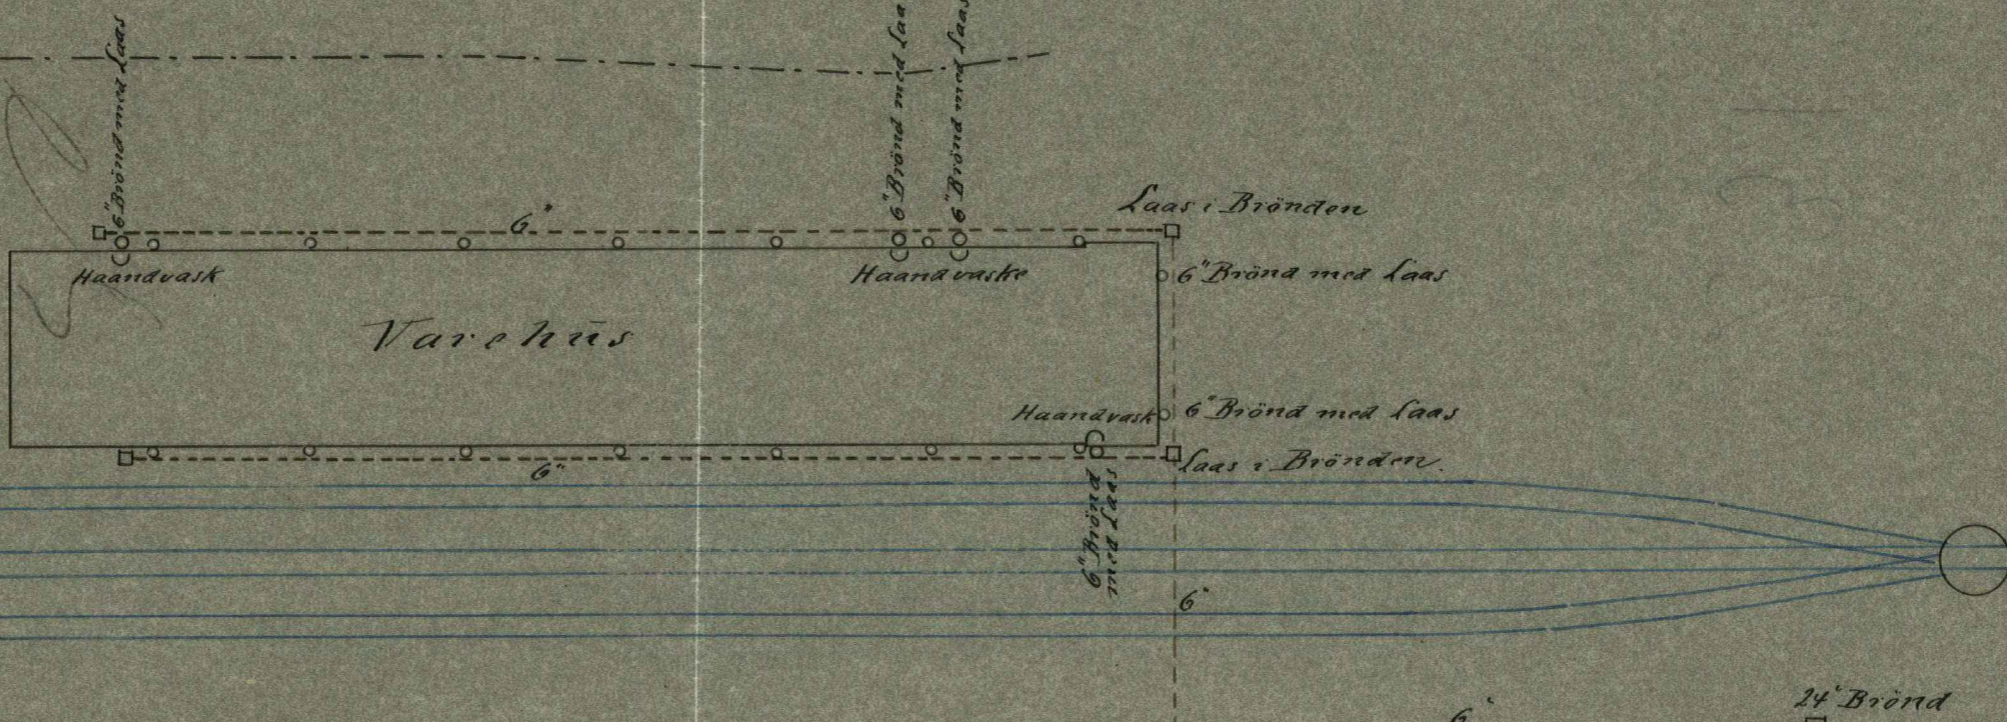 6" Brönd med Laas
6" Brönd med Laa
6" Brönd med Laas
Laas i Brönden
6"
Haandvask
Haandvaske
6" Brönd med Laas
Varehus
Haandvask
6" Brönd med Laas
6"
Laas i Brönden.
6" Brönd
med Laas
6"
24" Brönd
6"